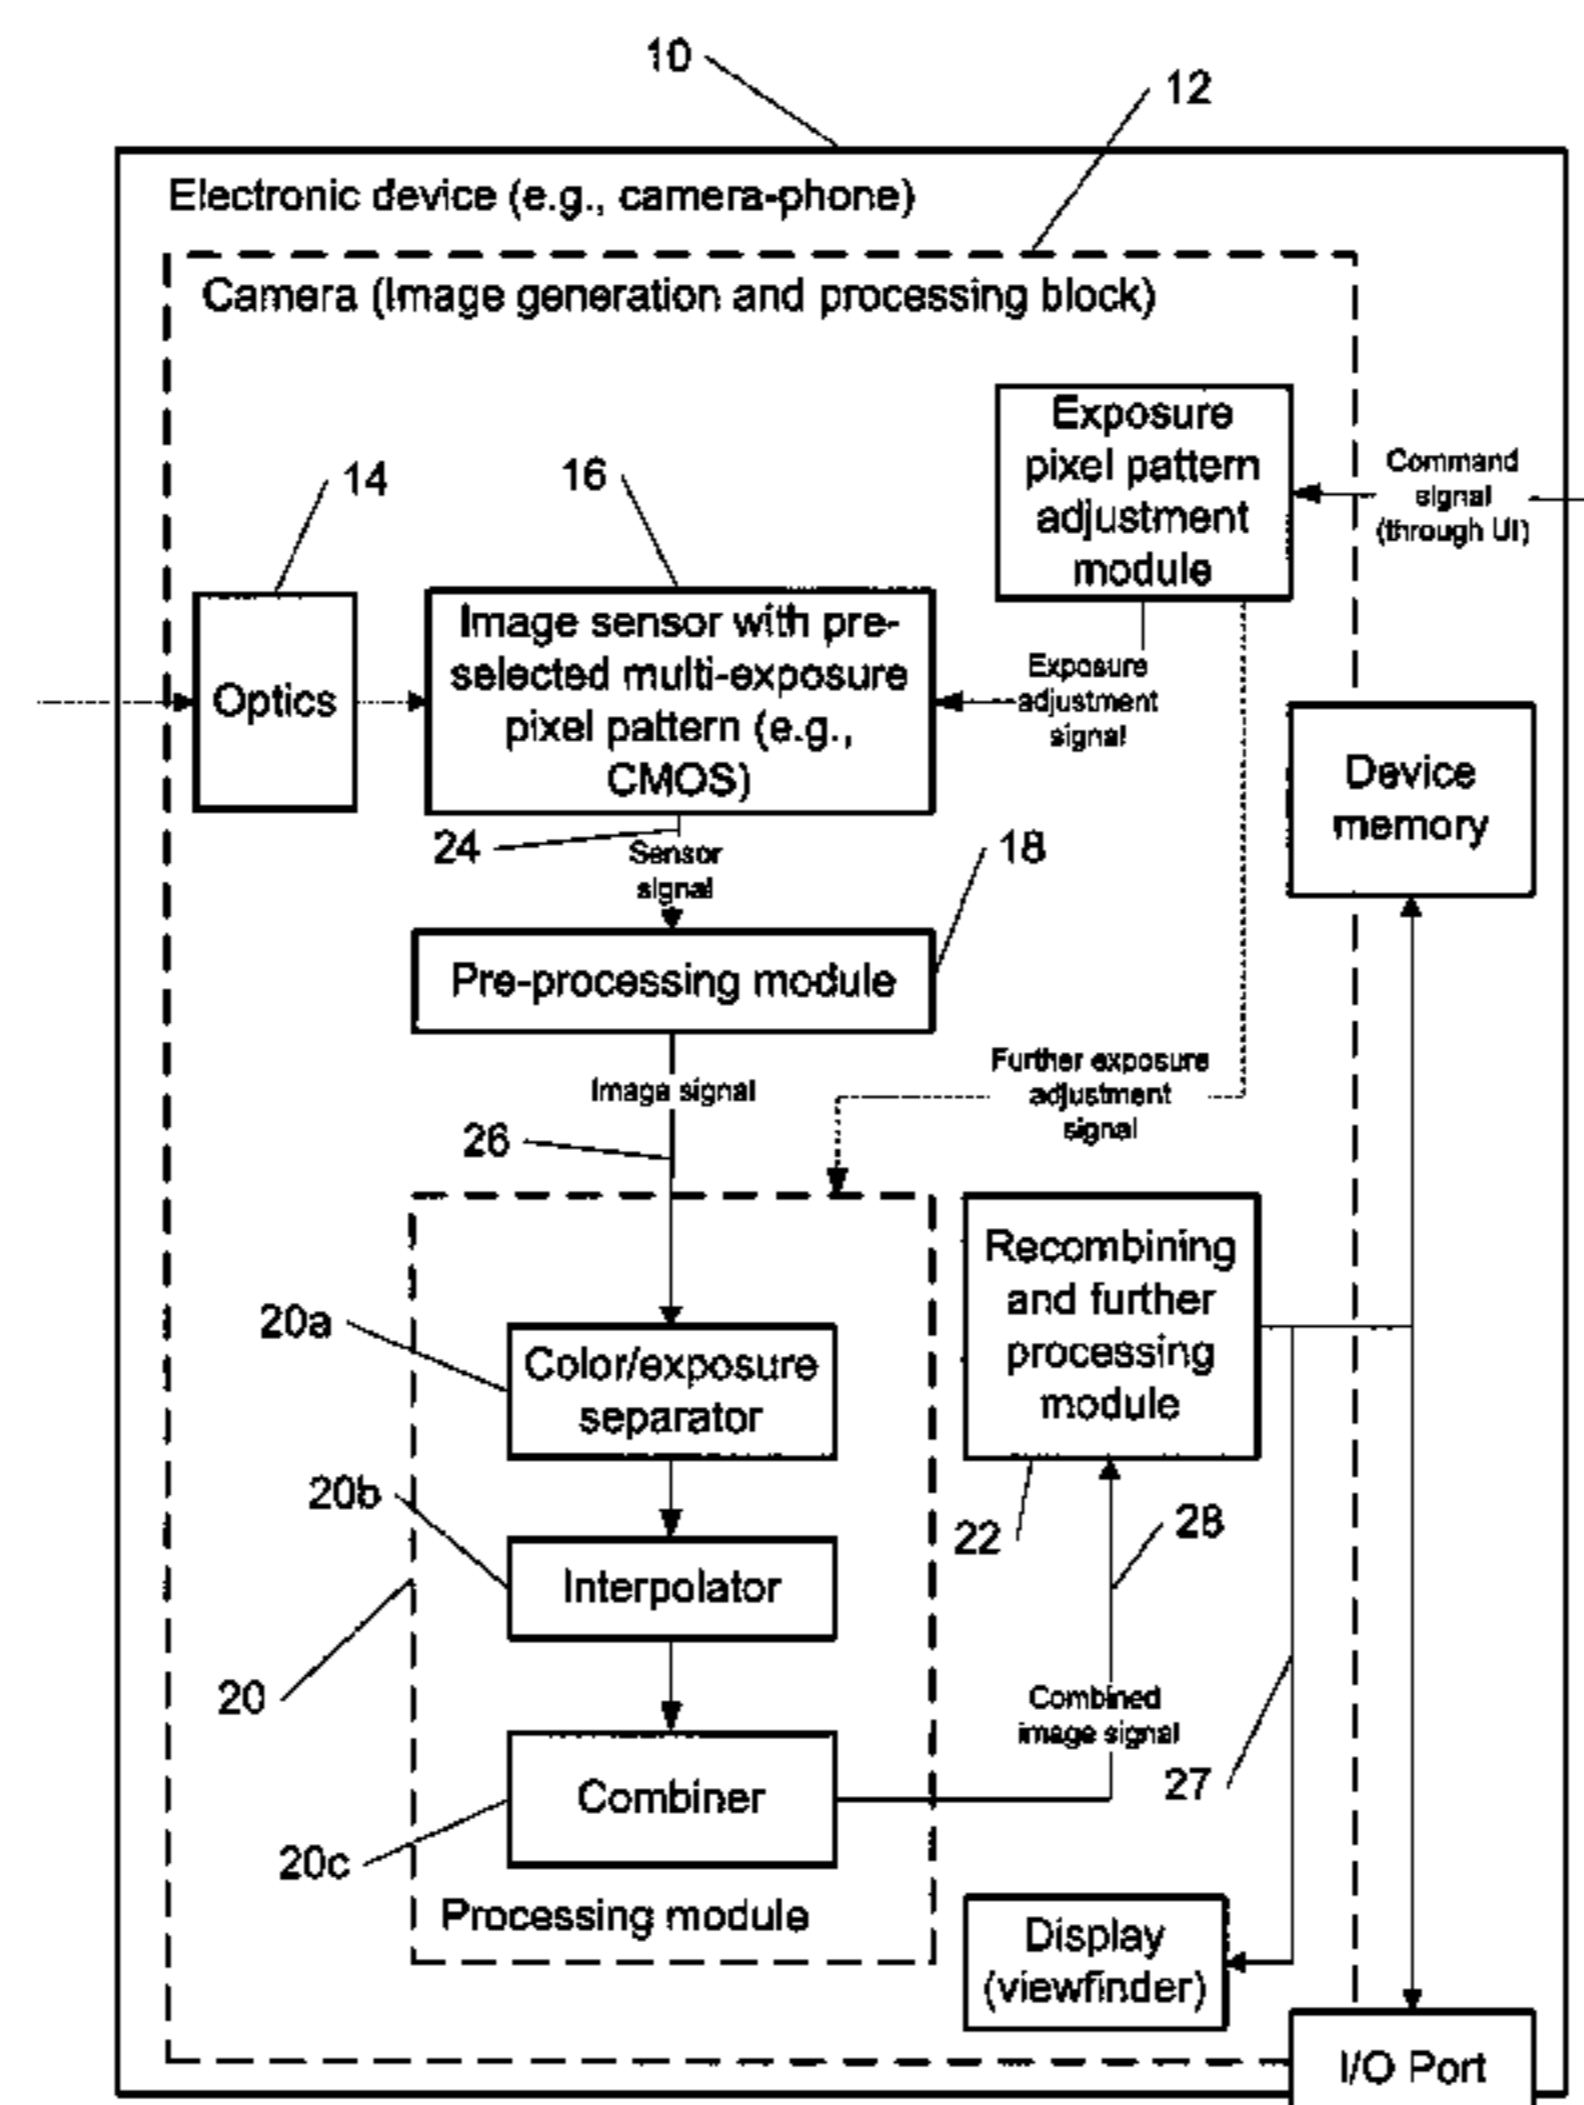 10
12
Electronic device (e.g., camera-phone)
Camera (Image generation and processing block)
Exposure
pixel pattern
adjustment
module
Command
signal
(through UI)
14
16
Optics
Image sensor with pre-
selected multi-exposure
pixel pattern (e.g.,
CMOS)
Exposure
adjustment
signal
Device
memory
24
Sensor
signal
18
Pre-processing module
Image signal
Further exposure
adjustment
signal
26
20a
Color/exposure
separator
Recombining
and further
processing
module
20b
22
28
Interpolator
20
Combined
image signal
27
Combiner
20c
Processing module
Display
(viewfinder)
I/O Port